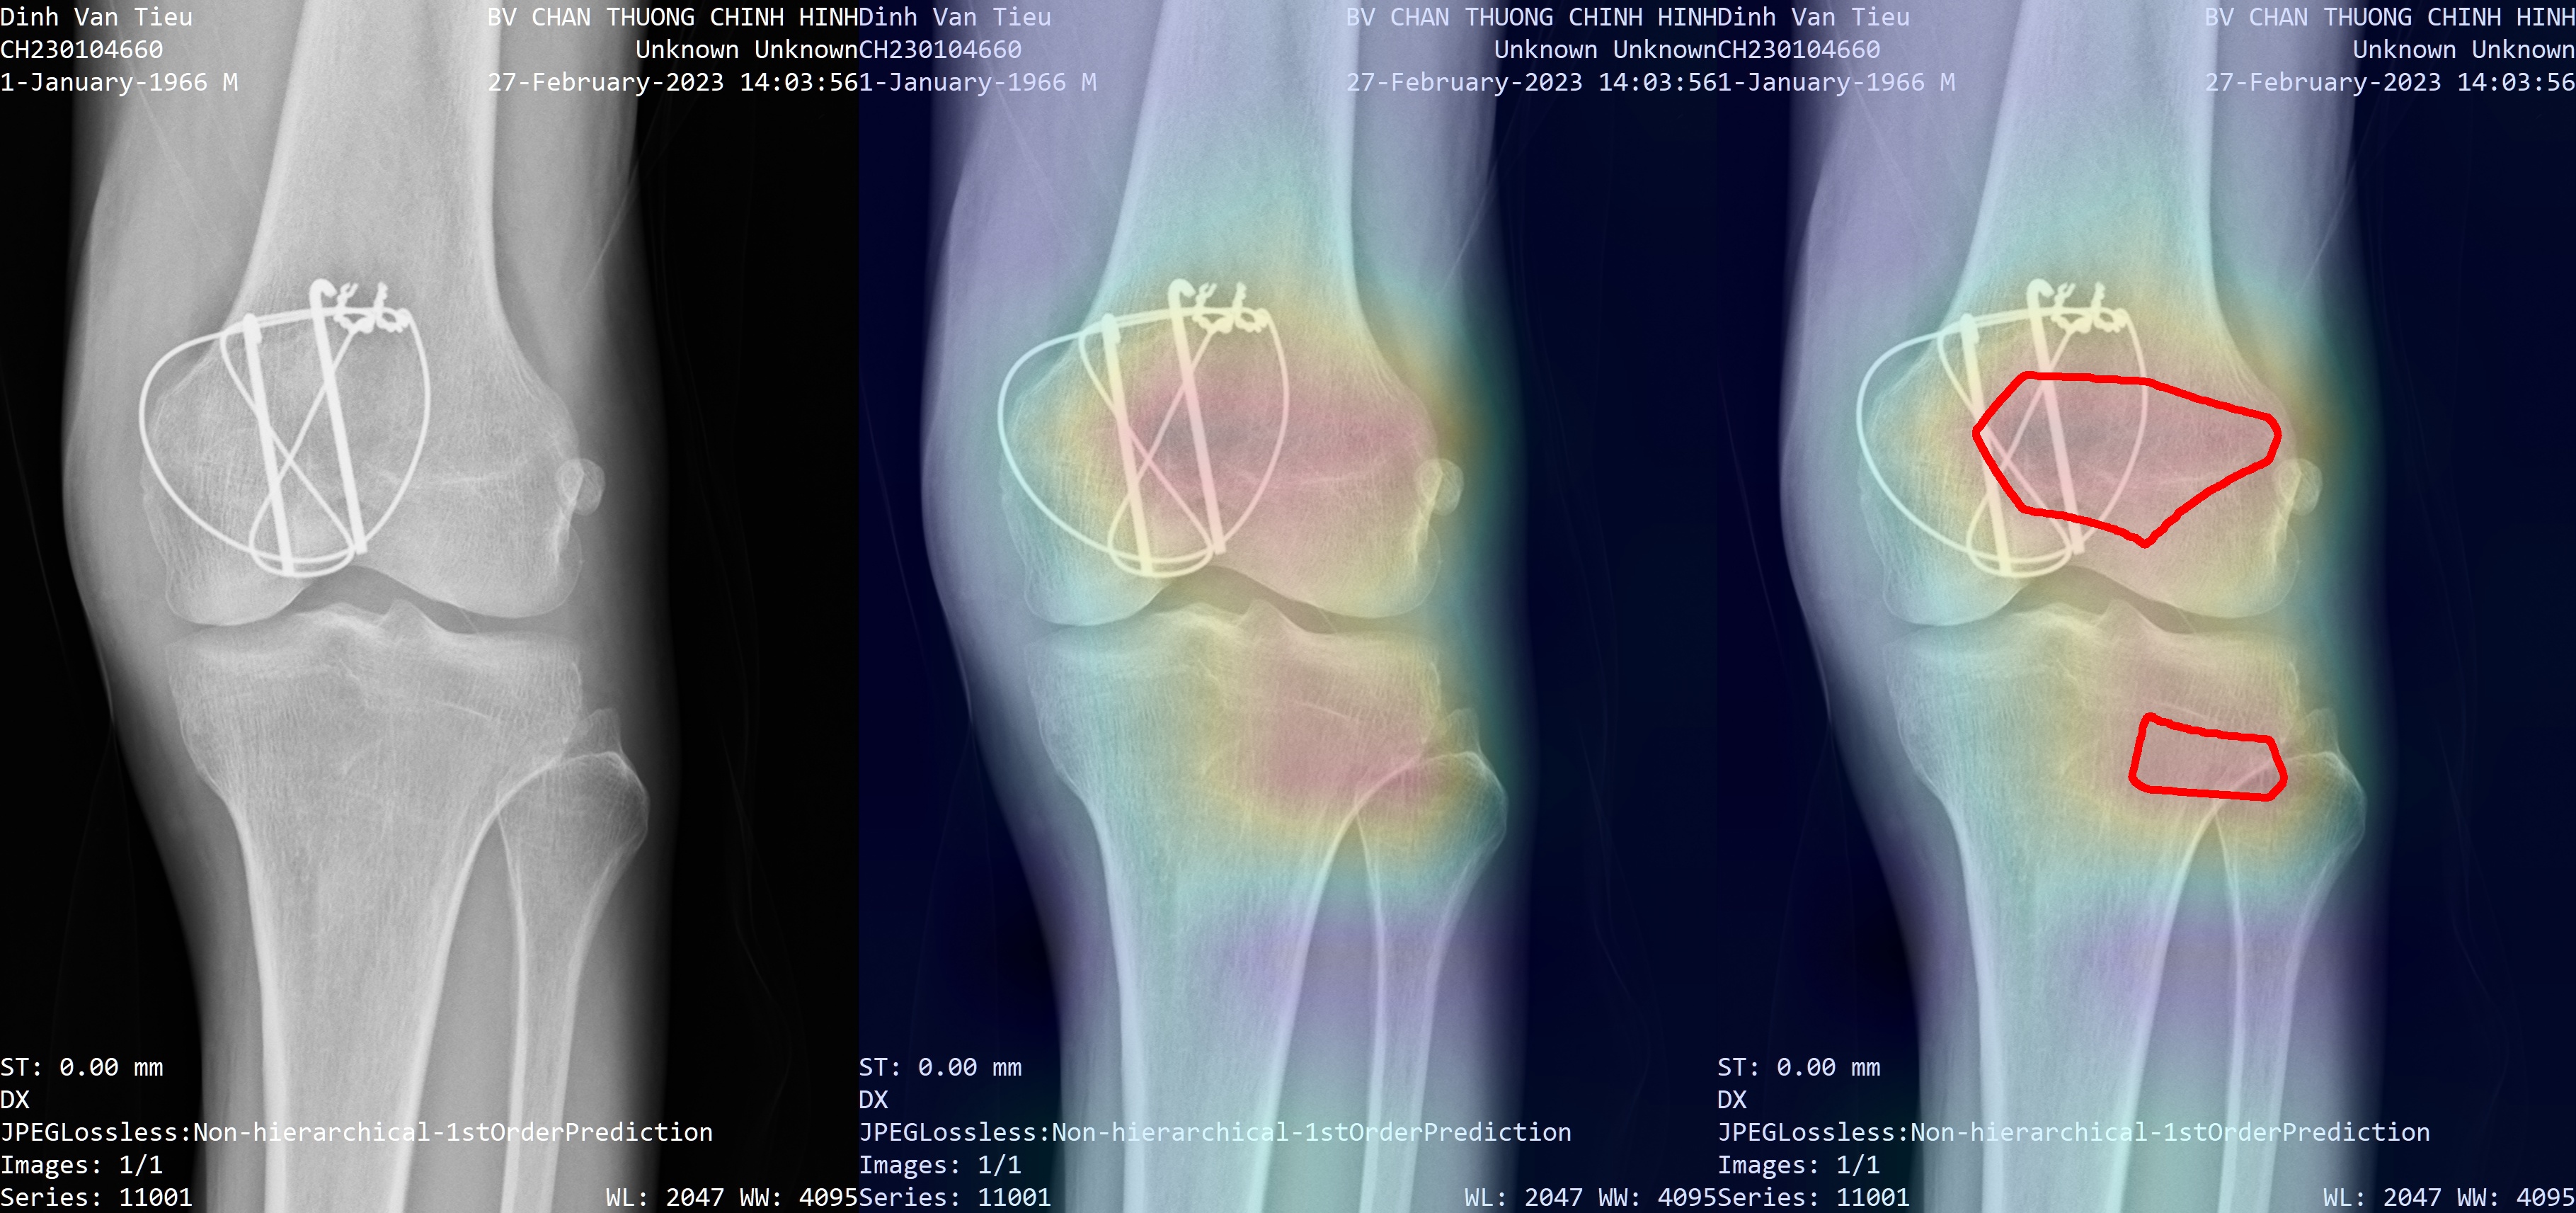 Dinh Van Tieu
CH230104660
1-January-1966 M
BV CHAN THUONG CHINH HINH
Unknown Unknown
27-February-2023 14:03:56
ST: 0.00 mm
DX
JPEGLossless:Non-hierarchical-1stOrderPrediction
Images: 1/1
Series: 11001
WL: 2047 WW: 4095
Dinh Van Tieu
CH230104660
1-January-1966 M
BV CHAN THUONG CHINH HINH
Unknown Unknown
27-February-2023 14:03:56
ST: 0.00 mm
DX
JPEGLossless:Non-hierarchical-1stOrderPrediction
Images: 1/1
Series: 11001
WL: 2047 WW: 4095
Dinh Van Tieu
CH230104660
1-January-1966 M
BV CHAN THUONG CHINH HINH
Unknown Unknown
27-February-2023 14:03:56
ST: 0.00 mm
DX
JPEGLossless:Non-hierarchical-1stOrderPrediction
Images: 1/1
Series: 11001
WL: 2047 WW: 4095